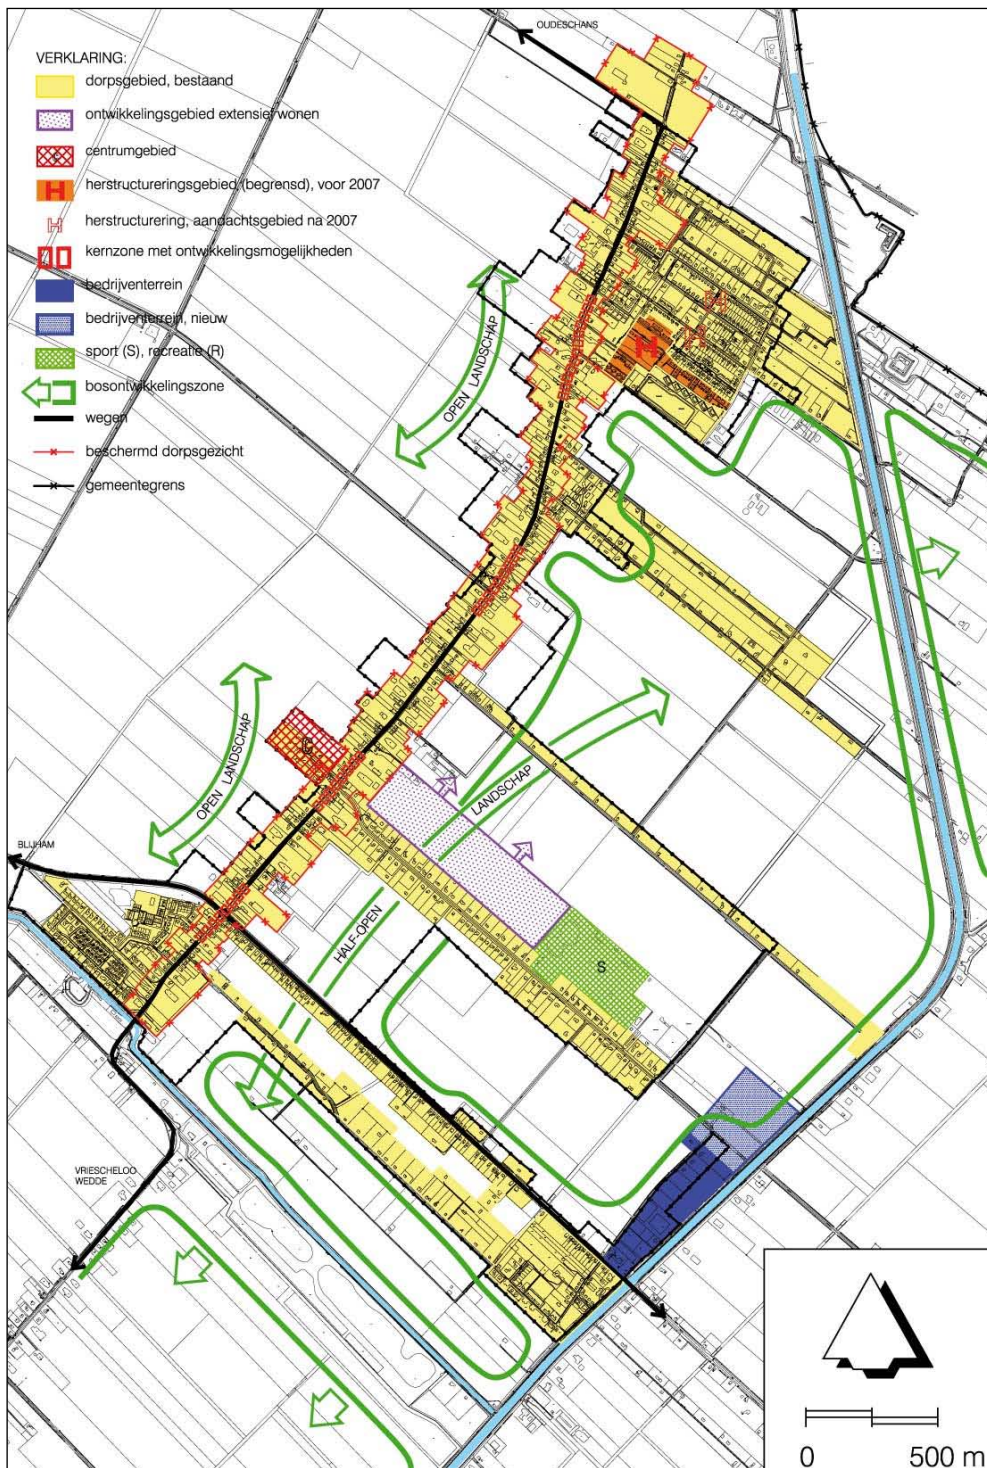 OUDESCHANS
VERKLARING:
dorpsgebied, bestaand
ontwikkelingsgebied extensief wonen
C
centrumgebied
H
herstructureringsgebied (begrensd), voor 2007
H
herstructurering, aandachtsgebied na 2007
kernzone met ontwikkelingsmogelijkheden
bedrijventerrein
bedrijventerrein, nieuw
sport (S), recreatie (R)
bosontwikkelingszone
wegen
beschermd dorpsgezicht
gemeentegrens
OPEN LANDSCHAP
H
H
H
OPEN LANDSCHAP
C
LANDSCHAP
BLIJHAM
HALF-OPEN
S
VRIESCHELOO
WEDDE
0 500 m